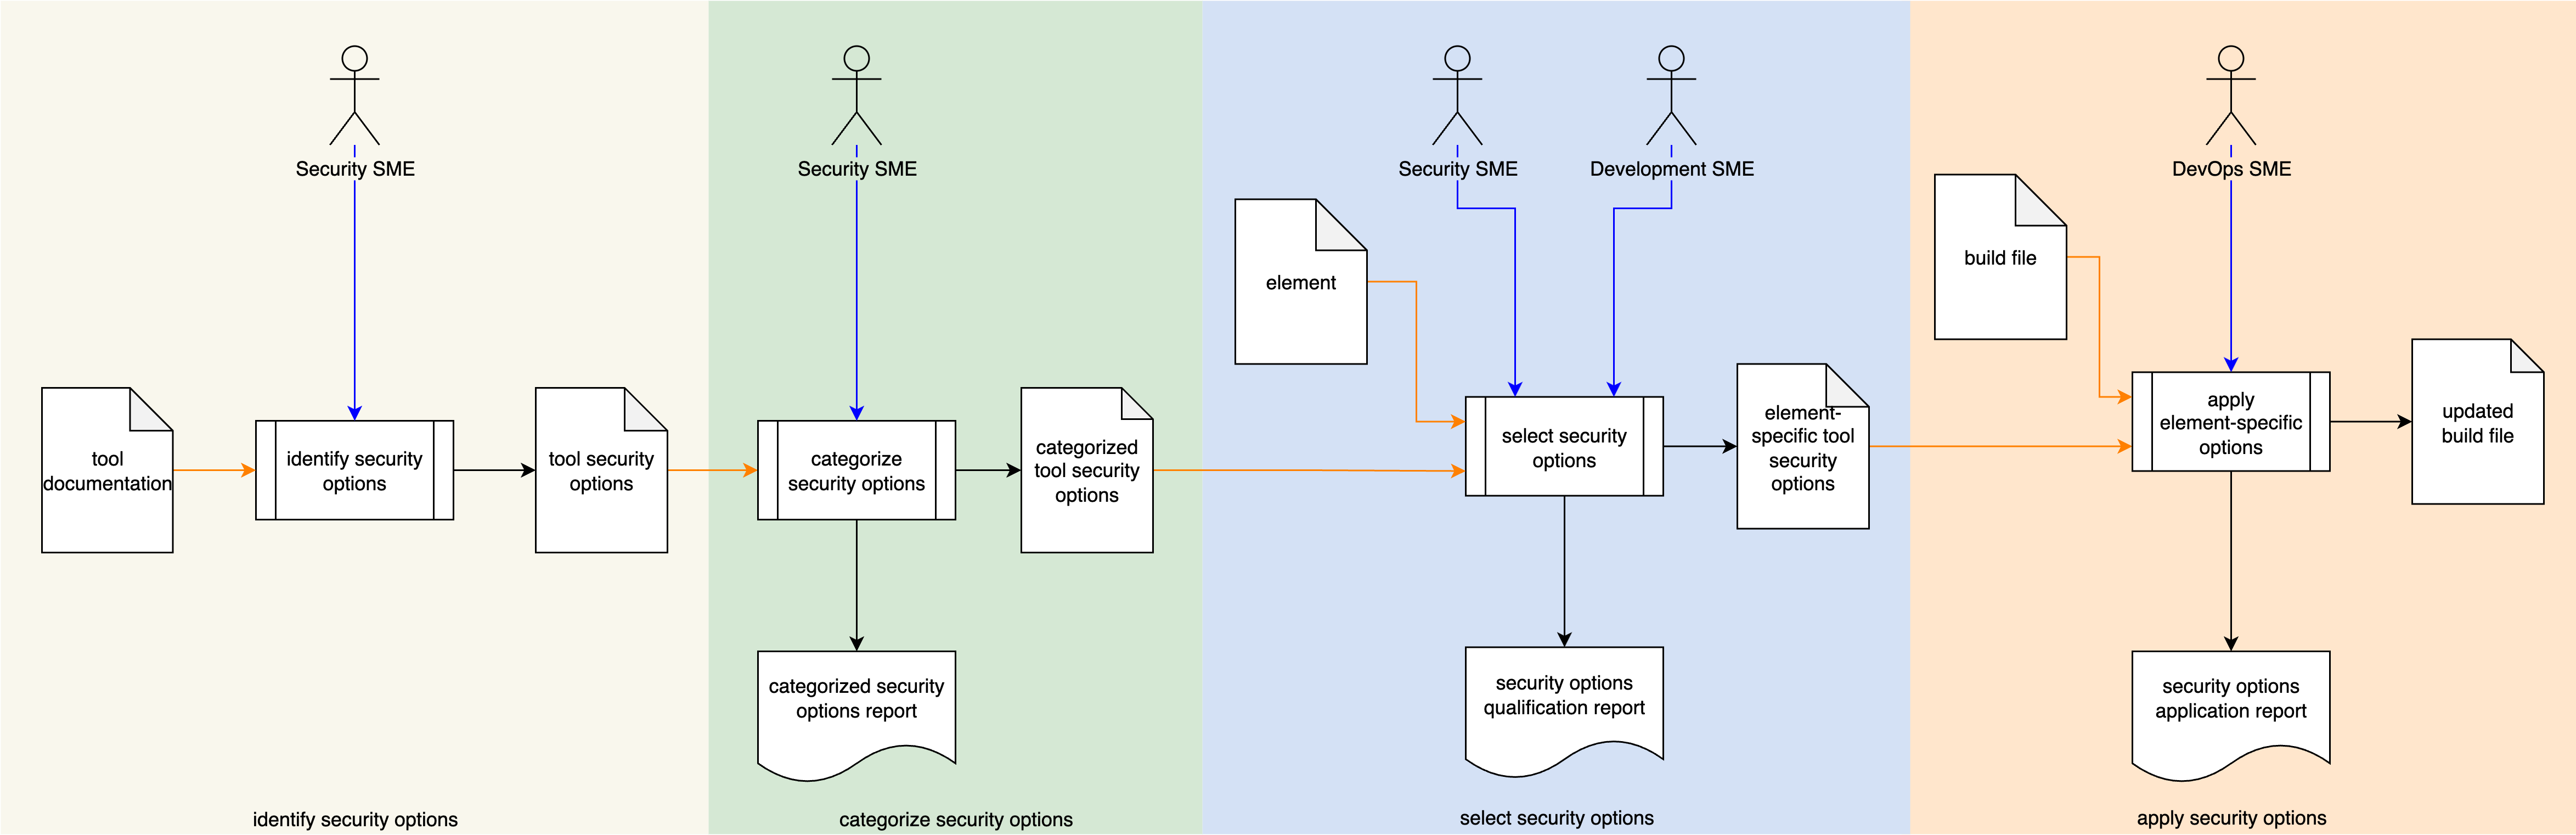 Security SME
tool
documentation
identify security
options
tool security
options
identify security options
Security SME
categorize
security options
categorized
tool security
options
categorized security
options report
categorize security options
Security SME
Development SME
element
select security
options
element-
specific tool
security
options
security options
qualification report
select security options
DevOps SME
build file
apply
element-specific
options
updated
build file
security options
application report
apply security options